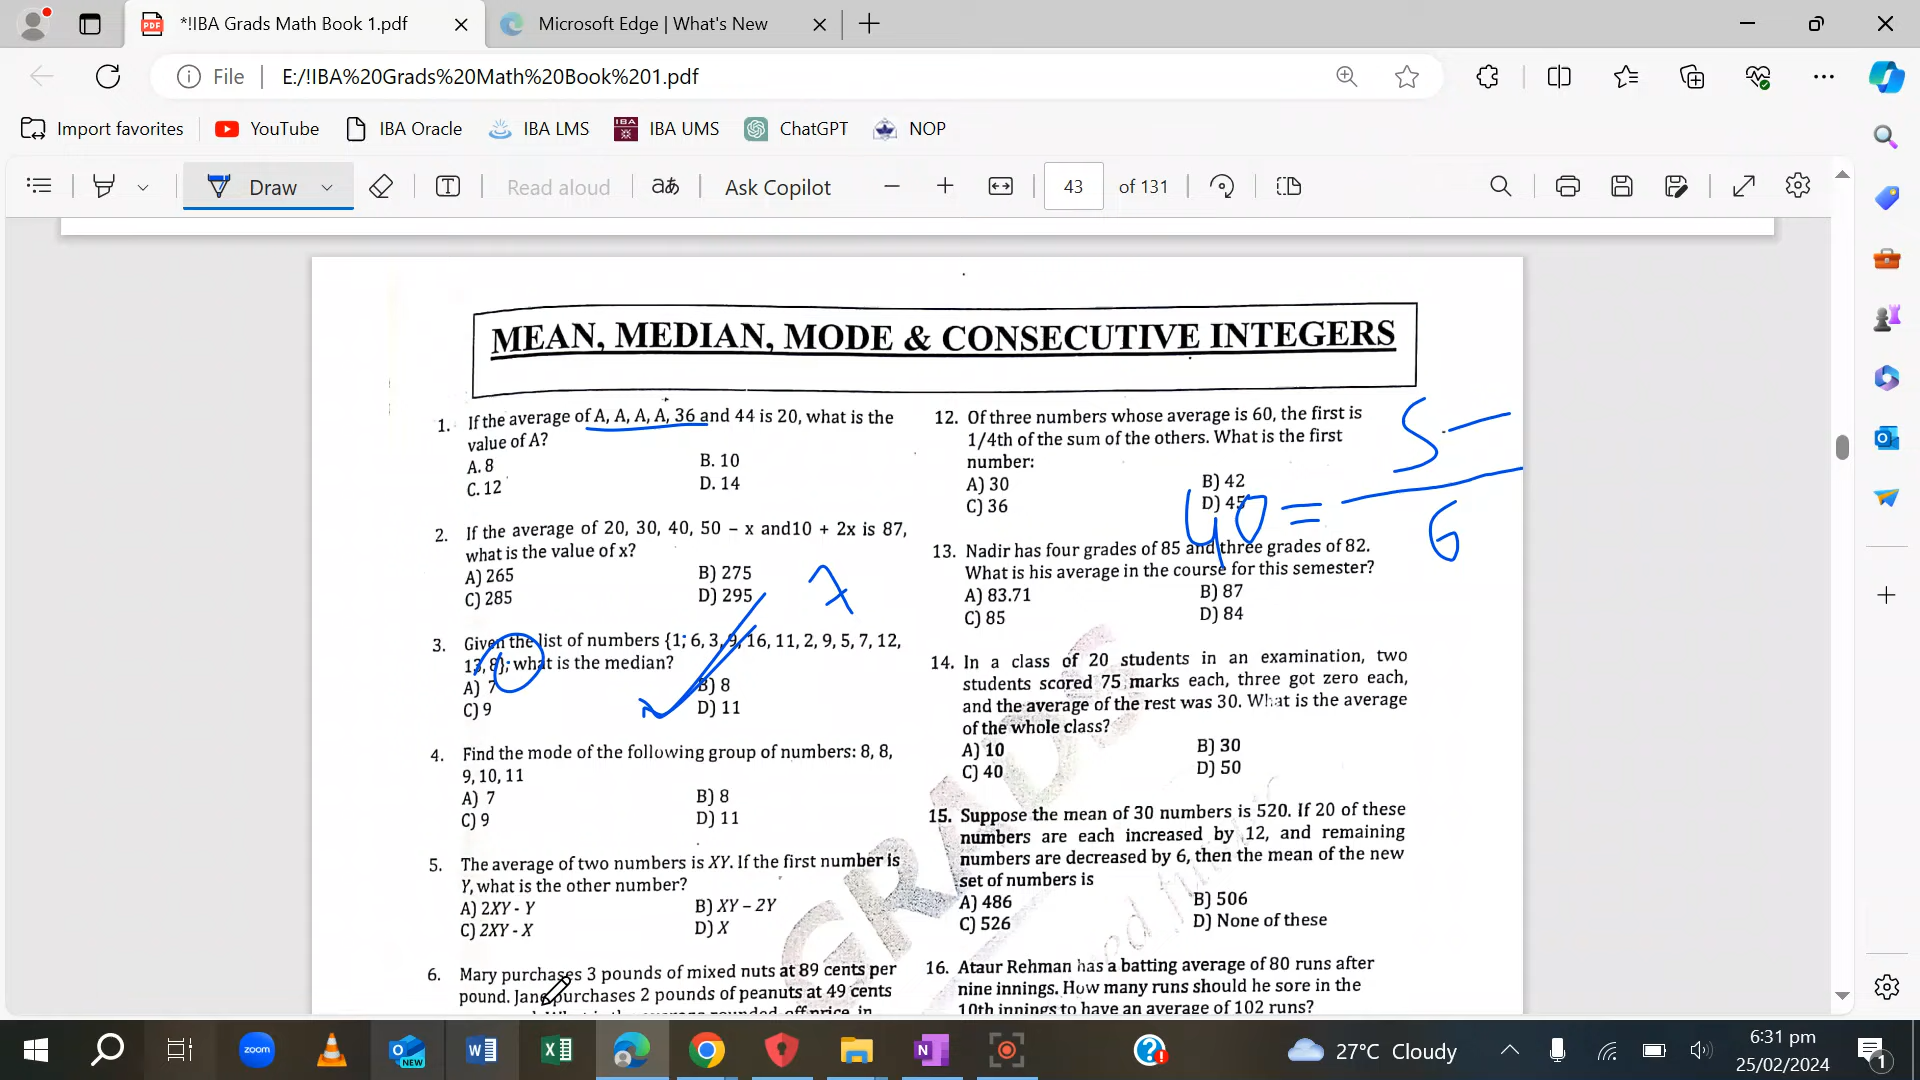 *!IBA Grads Math Book 1.pdf
Microsoft Edge | What's New
File
E:/!IBA%20Grads%20Math%20Book%201.pdf
Import favorites
YouTube
IBA Oracle
IBA LMS
IBA UMS
ChatGPT
NOP
Draw
Read aloud
Ask Copilot
43
of 131
MEAN, MEDIAN, MODE & CONSECUTIVE INTEGERS
1. If the average of A, A, A, A, 36 and 44 is 20, what is the
value of A?
A. 8 B. 10
C. 12 D. 14
2. If the average of 20, 30, 40, 50 – x and10 + 2x is 87,
what is the value of x?
A) 265 B) 275
C) 285 D) 295
3. Given the list of numbers {1; 6, 3, 9, 16, 11, 2, 9, 5, 7, 12,
13, 8}; what is the median?
A) 7 B) 8
C) 9 D) 11
4. Find the mode of the following group of numbers: 8, 8,
9, 10, 11
A) 7 B) 8
C) 9 D) 11
5. The average of two numbers is XY. If the first number is
Y, what is the other number?
A) 2XY - Y B) XY – 2Y
C) 2XY - X D) X
6. Mary purchases 3 pounds of mixed nuts at 89 cents per
pound. Jane purchases 2 pounds of peanuts at 49 cents
12. Of three numbers whose average is 60, the first is
1/4th of the sum of the others. What is the first
number:
A) 30 B) 42
C) 36 D) 45
40 =
6
13. Nadir has four grades of 85 and three grades of 82.
What is his average in the course for this semester?
A) 83.71 B) 87
C) 85 D) 84
14. In a class of 20 students in an examination, two
students scored 75 marks each, three got zero each,
and the average of the rest was 30. What is the average
of the whole class?
A) 10 B) 30
C) 40 D) 50
15. Suppose the mean of 30 numbers is 520. If 20 of these
numbers are each increased by 12, and remaining
numbers are decreased by 6, then the mean of the new
set of numbers is
A) 486 B) 506
C) 526 D) None of these
16. Ataur Rehman has a batting average of 80 runs after
nine innings. How many runs should he sore in the
10th innings to have an average of 102 runs?
GRADS
zoom
NEW
27°C Cloudy
6:31 pm
25/02/2024
1